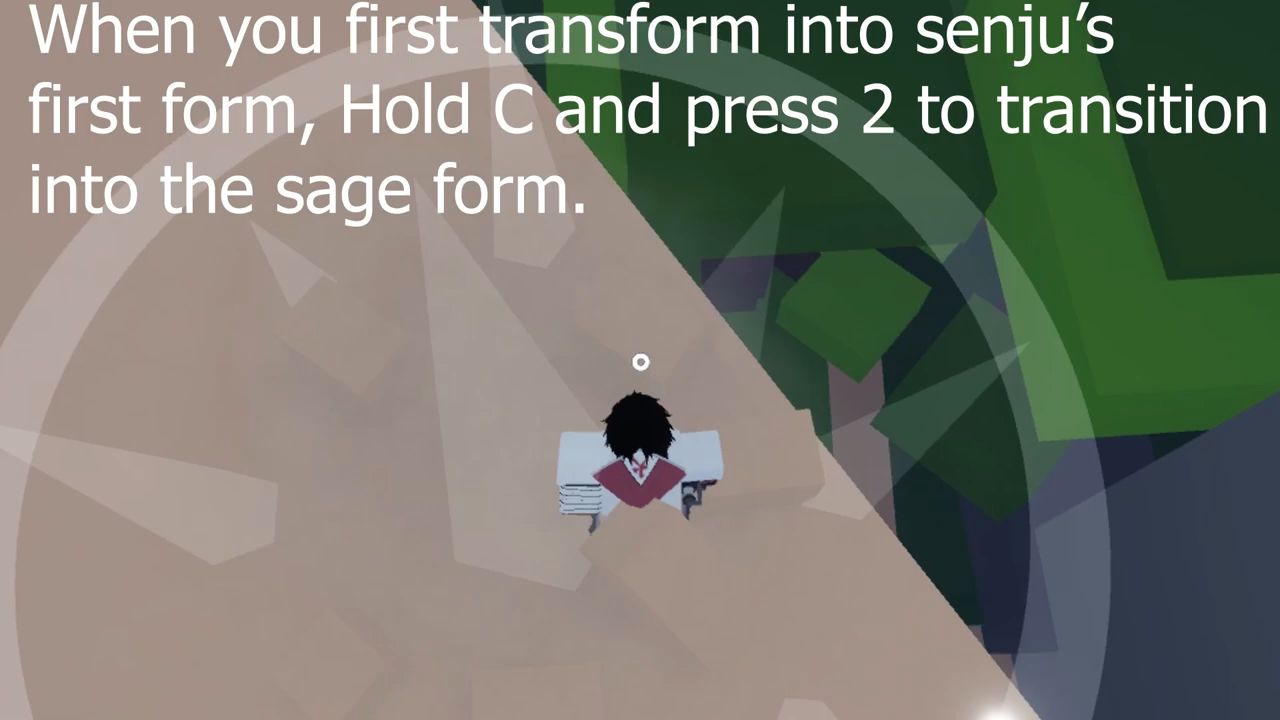 When you first transform into senju’s
first form, Hold C and press 2 to transition
into the sage form.